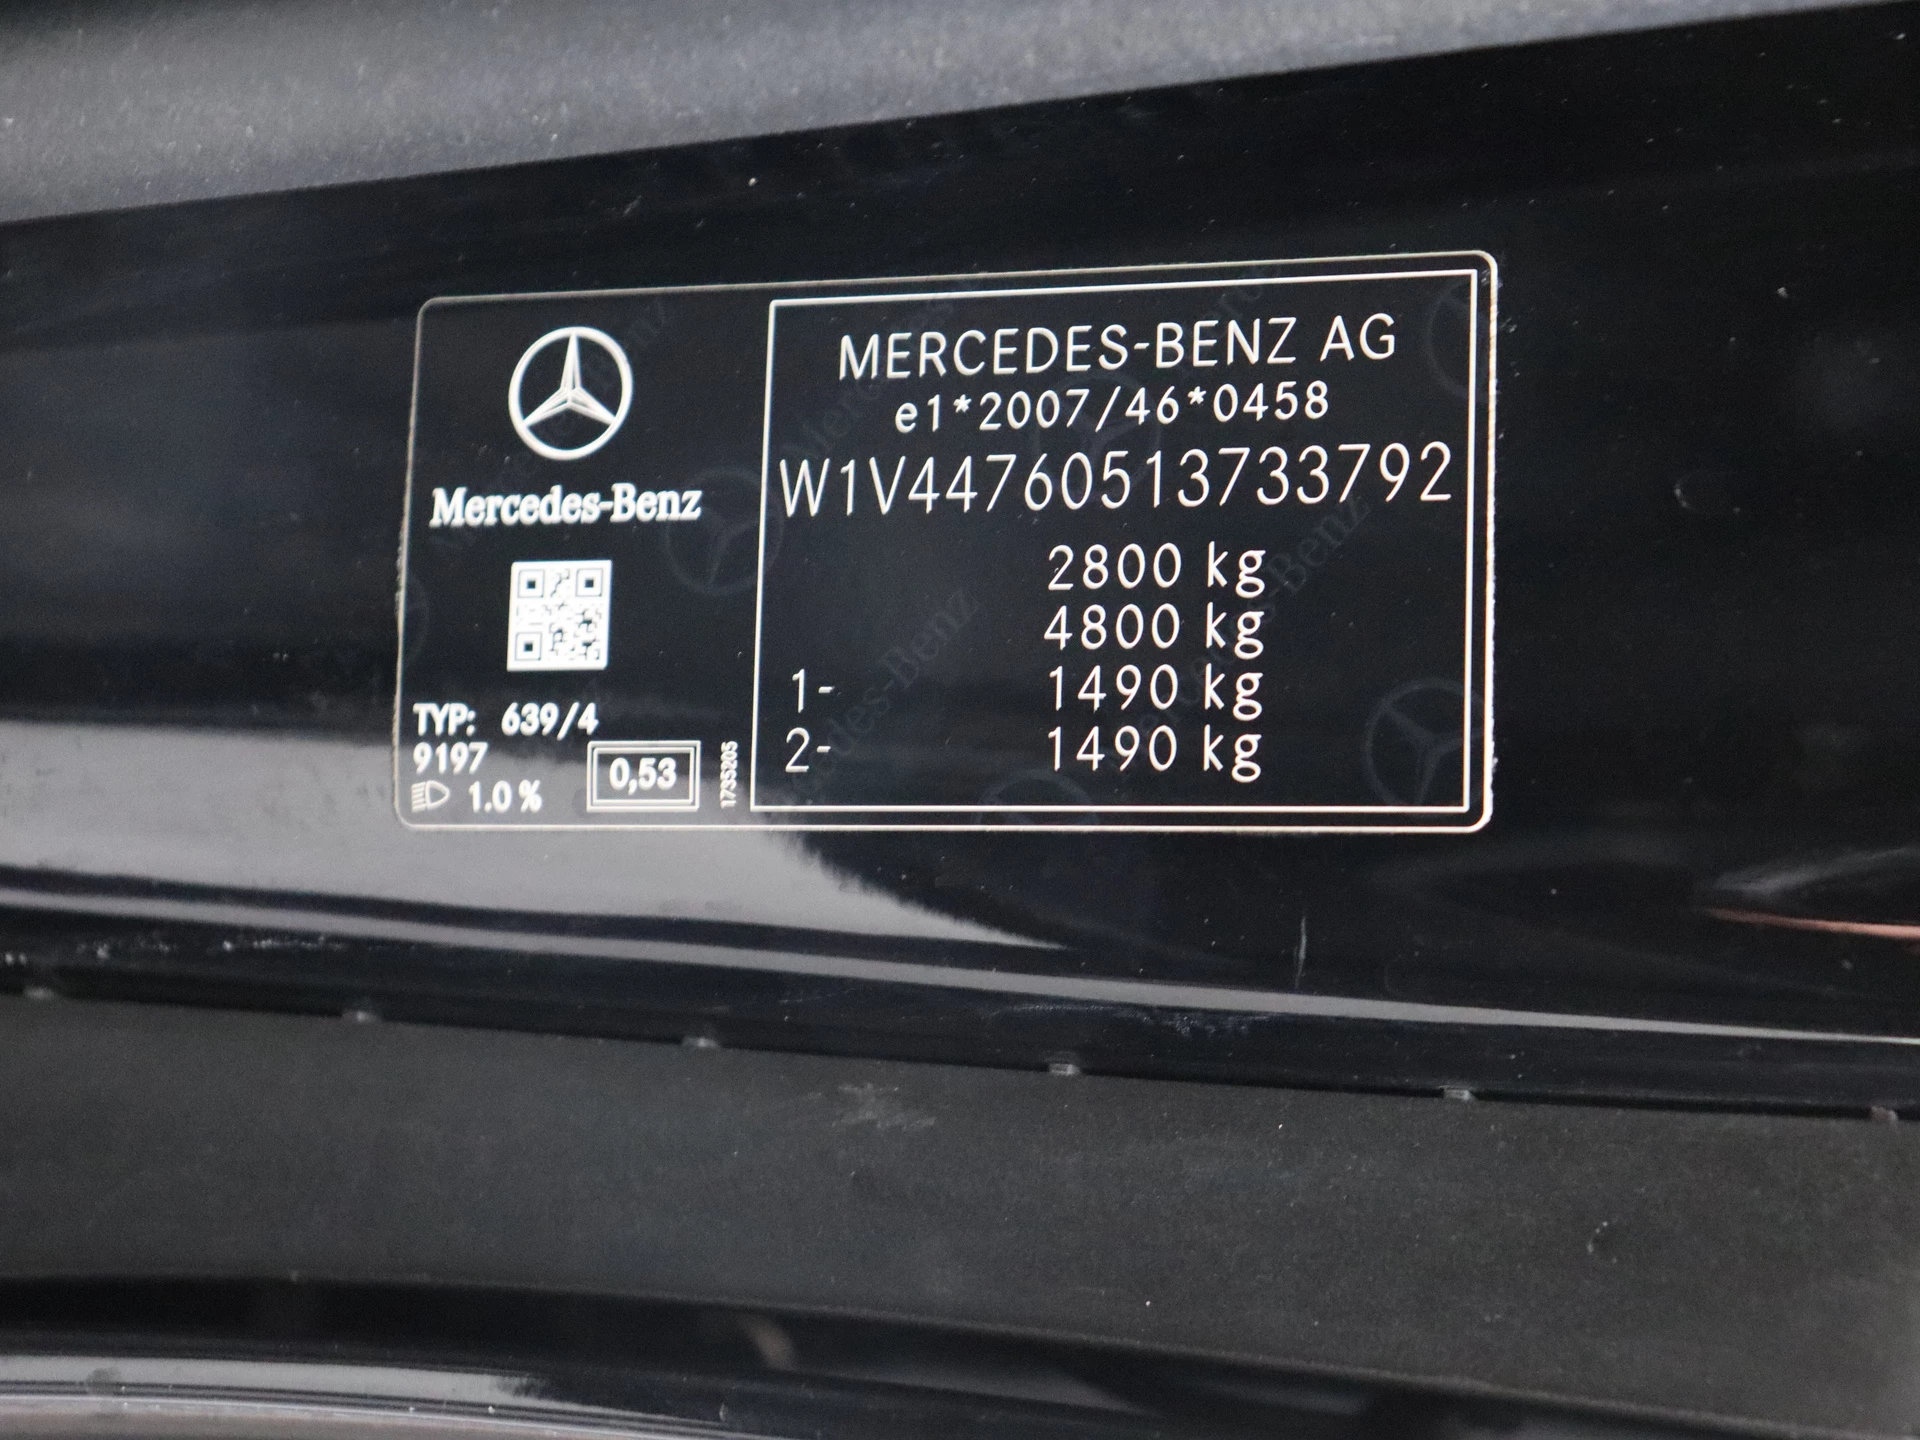 Mercedes-Benz
TYP: 639/4
9197
1.0 %
0,53
1735205
MERCEDES-BENZ AG
e1*2007/46*0458
W1V44760513733792
2800 kg
4800 kg
1- 1490 kg
2- 1490 kg